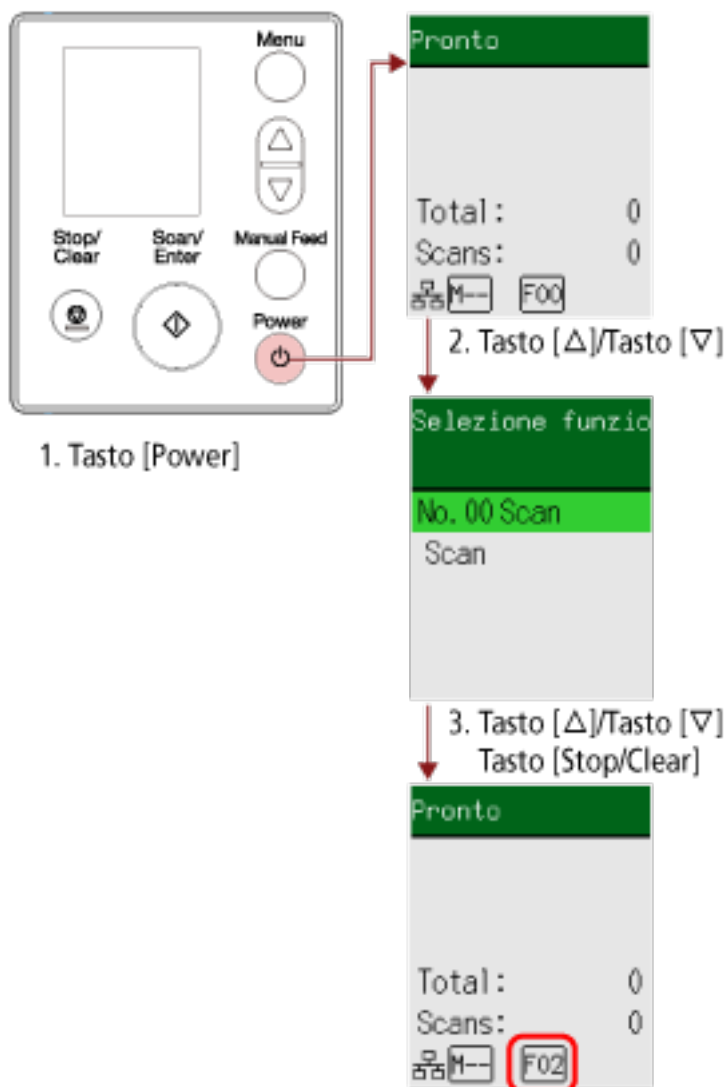 Menu
Stop/
Clear
Scan/
Enter
Manual Feed
Power
1. Tasto [Power]
Pronto
Total: 0
Scans: 0
M-- F00
2. Tasto [△]/Tasto [▽]
Selezione funzio
No. 00 Scan
Scan
3. Tasto [△]/Tasto [▽]
Tasto [Stop/Clear]
Pronto
Total: 0
Scans: 0
M-- F02